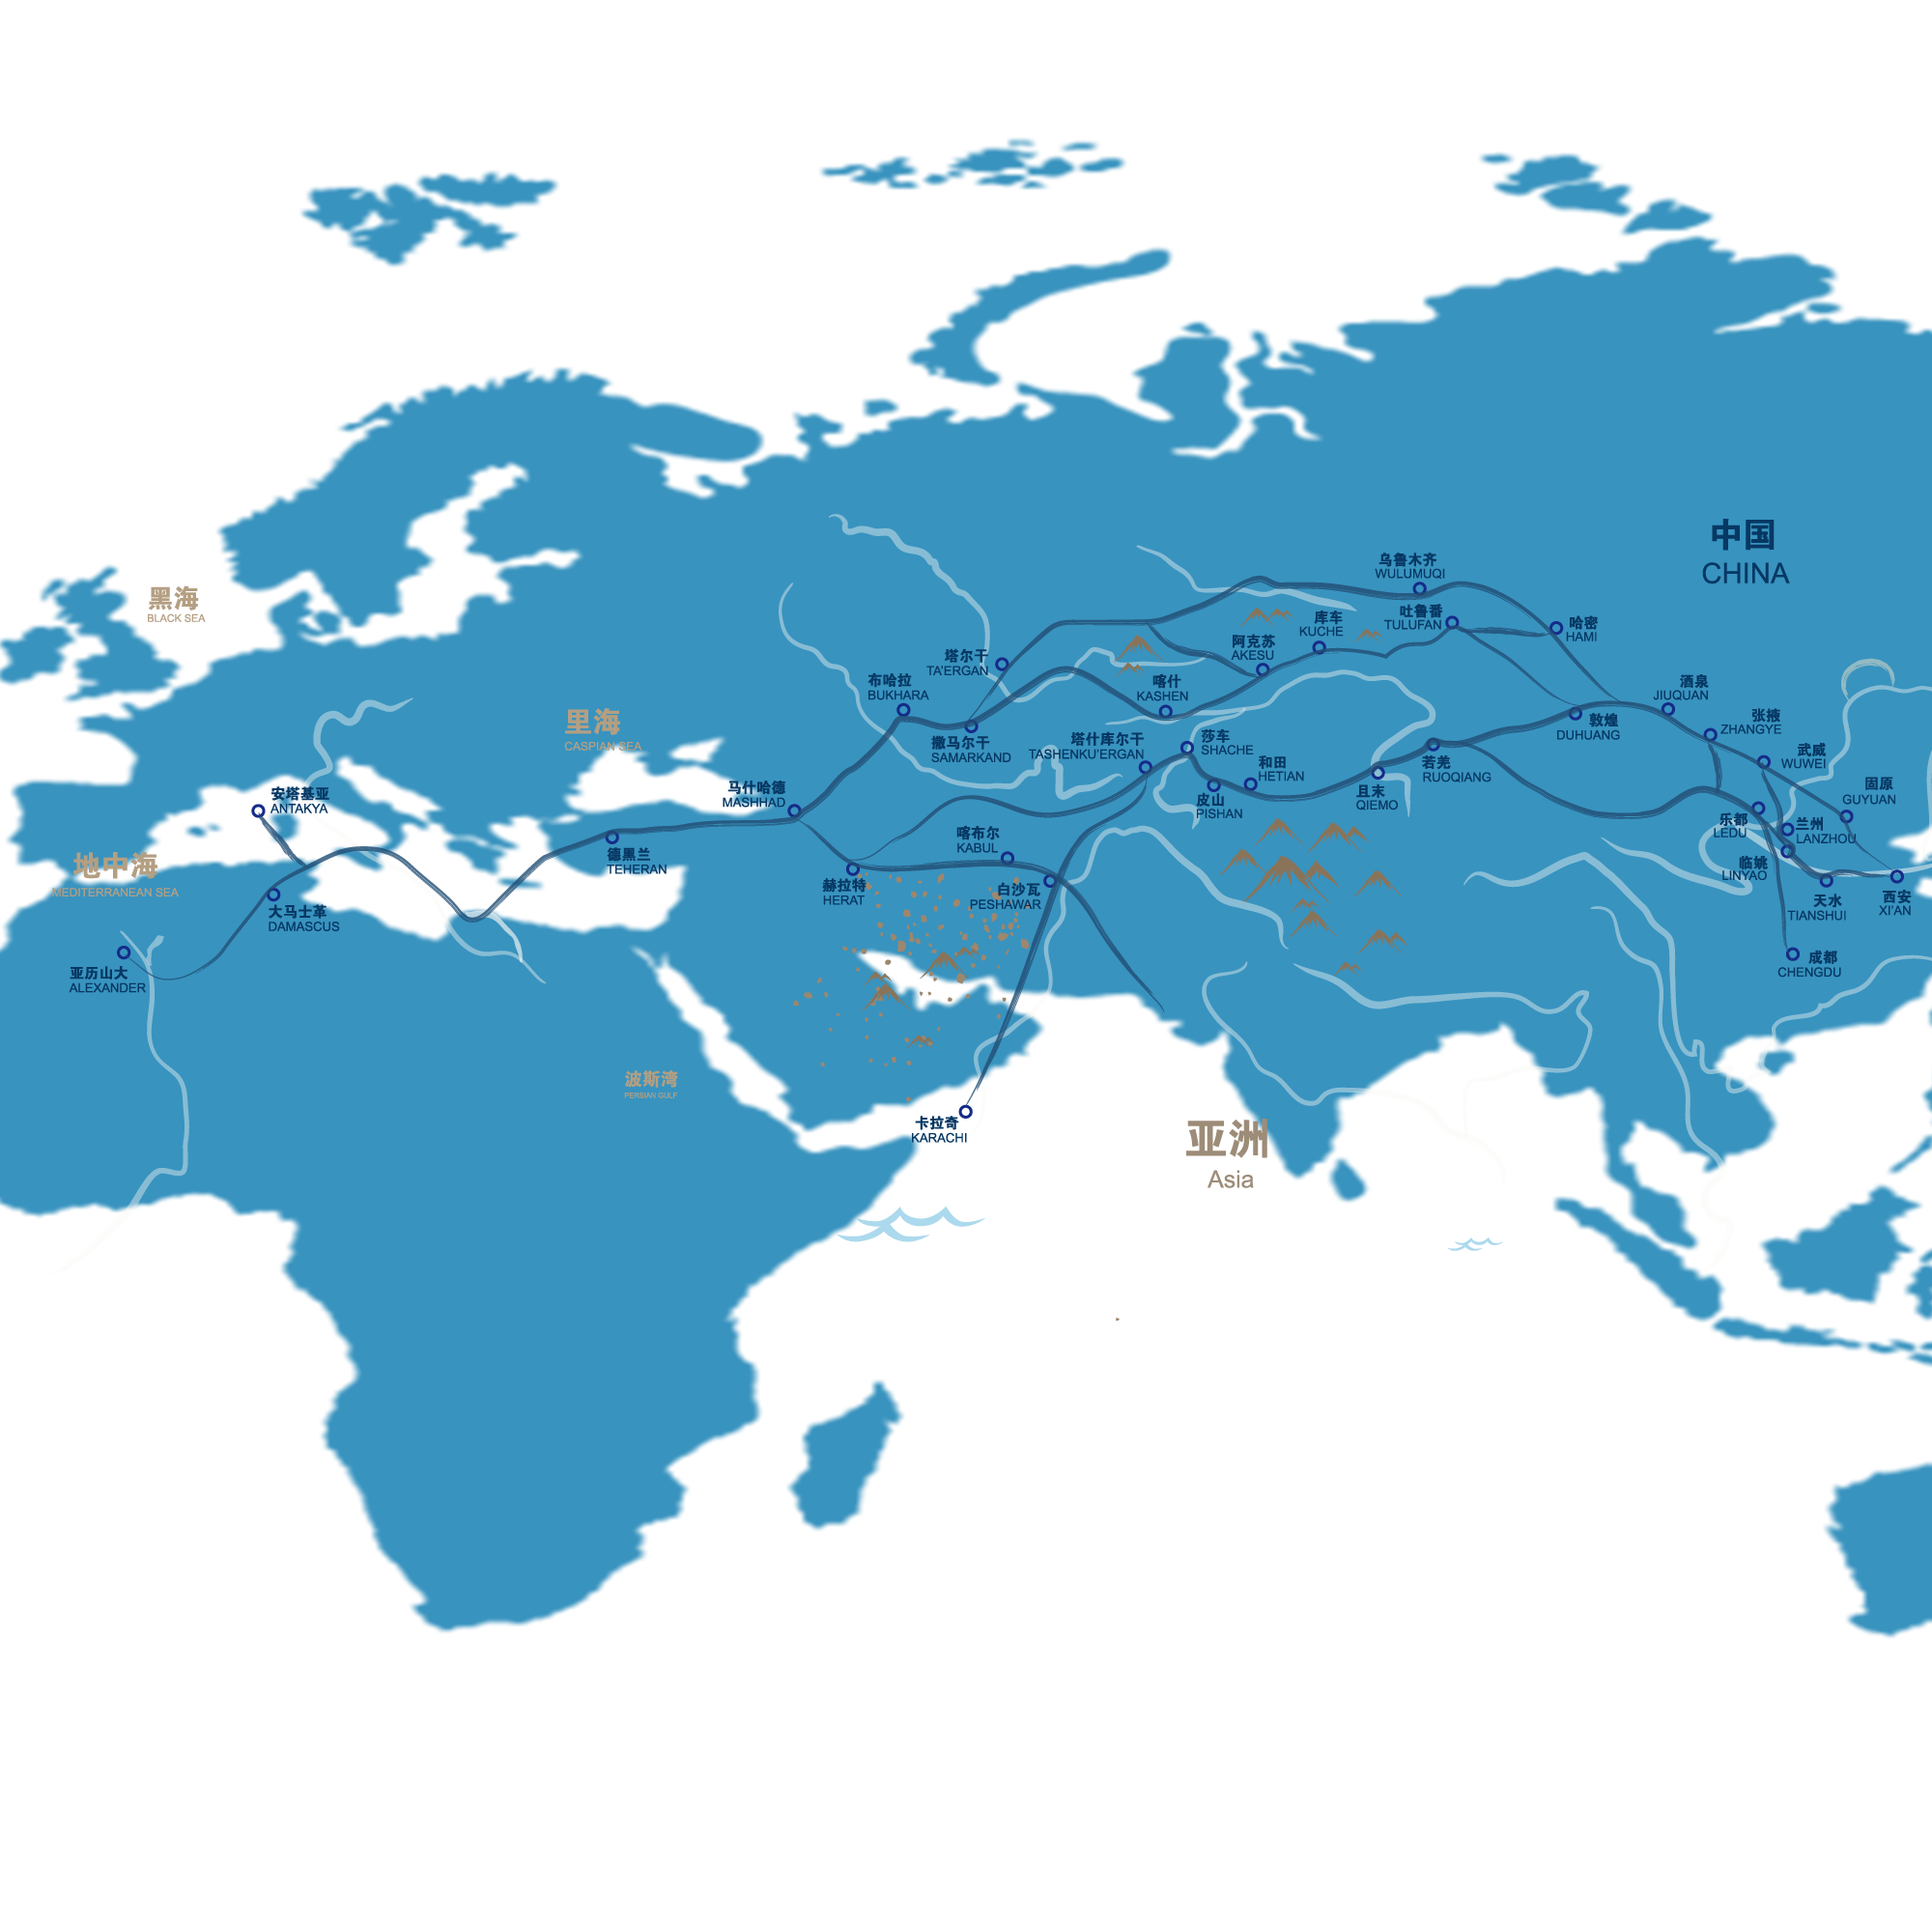 中国
CHINA
乌鲁木齐
WULUMUQI
黑海
BLACK SEA
库车
KUCHE
吐鲁番
TULUFAN
哈密
HAMI
阿克苏
AKESU
塔尔干
TA'ERGAN
布哈拉
BUKHARA
喀什
KASHEN
酒泉
JIUQUAN
里海
CASPIAN SEA
撒马尔干
SAMARKAND
塔什库尔干
TASHENKU'ERGAN
莎车
SHACHE
敦煌
DUHUANG
张掖
ZHANGYE
武威
WUWEI
和田
HETIAN
若羌
RUOQIANG
马什哈德
MASHHAD
皮山
PISHAN
且末
QIEMO
固原
GUYUAN
安塔基亚
ANTAKYA
乐都
LEDU
兰州
LANZHOU
喀布尔
KABUL
德黑兰
TEHERAN
地中海
MEDITERRANEAN SEA
临姚
LINYAO
赫拉特
HERAT
白沙瓦
PESHAWAR
天水
TIANSHUI
西安
XI'AN
大马士革
DAMASCUS
成都
CHENGDU
亚历山大
ALEXANDER
波斯湾
PERSIAN GULF
卡拉奇
KARACHI
亚洲
Asia